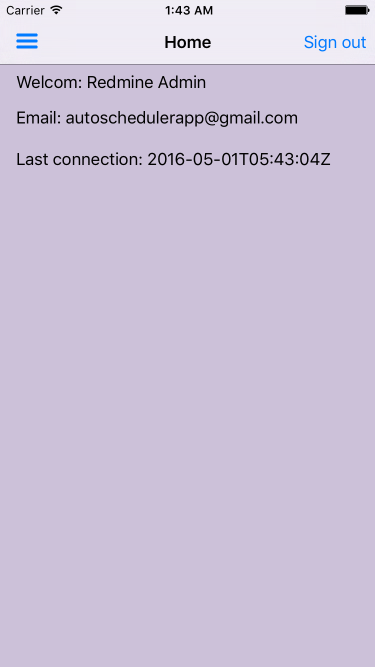 Carrier 1:43 AM
Home Sign out
Welcom: Redmine Admin
Email: autoschedulerapp@gmail.com
Last connection: 2016-05-01T05:43:04Z